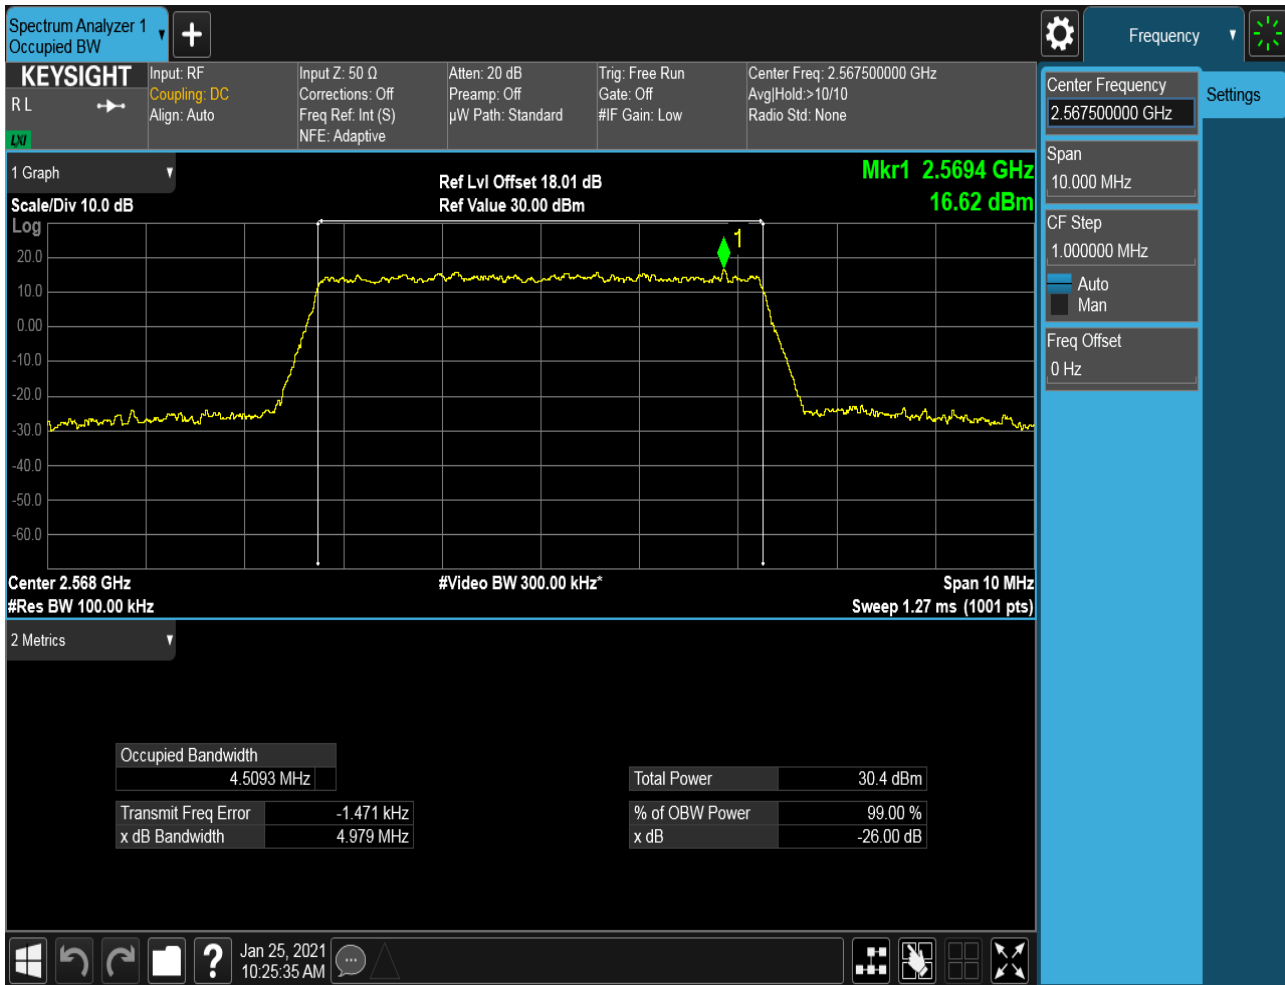 Spectrum Analyzer 1
Occupied BW
Frequency
KEYSIGHT
R L
LXI
Input: RF
Coupling: DC
Align: Auto
Input Z: 50 Ω
Corrections: Off
Freq Ref: Int (S)
NFE: Adaptive
Atten: 20 dB
Preamp: Off
µW Path: Standard
Trig: Free Run
Gate: Off
#IF Gain: Low
Center Freq: 2.567500000 GHz
Avg|Hold:>10/10
Radio Std: None
Center Frequency
2.567500000 GHz
Settings
Span
10.000 MHz
CF Step
1.000000 MHz
Auto
Man
Freq Offset
0 Hz
1 Graph
Scale/Div 10.0 dB
Ref Lvl Offset 18.01 dB
Ref Value 30.00 dBm
Mkr1 2.5694 GHz
16.62 dBm
Log
1
20.0
10.0
0.00
-10.0
-20.0
-30.0
-40.0
-50.0
-60.0
Center 2.568 GHz
#Video BW 300.00 kHz*
Span 10 MHz
#Res BW 100.00 kHz
Sweep 1.27 ms (1001 pts)
2 Metrics
Occupied Bandwidth
4.5093 MHz
Total Power 30.4 dBm
Transmit Freq Error -1.471 kHz
% of OBW Power 99.00 %
x dB Bandwidth 4.979 MHz
x dB -26.00 dB
?
Jan 25, 2021
10:25:35 AM